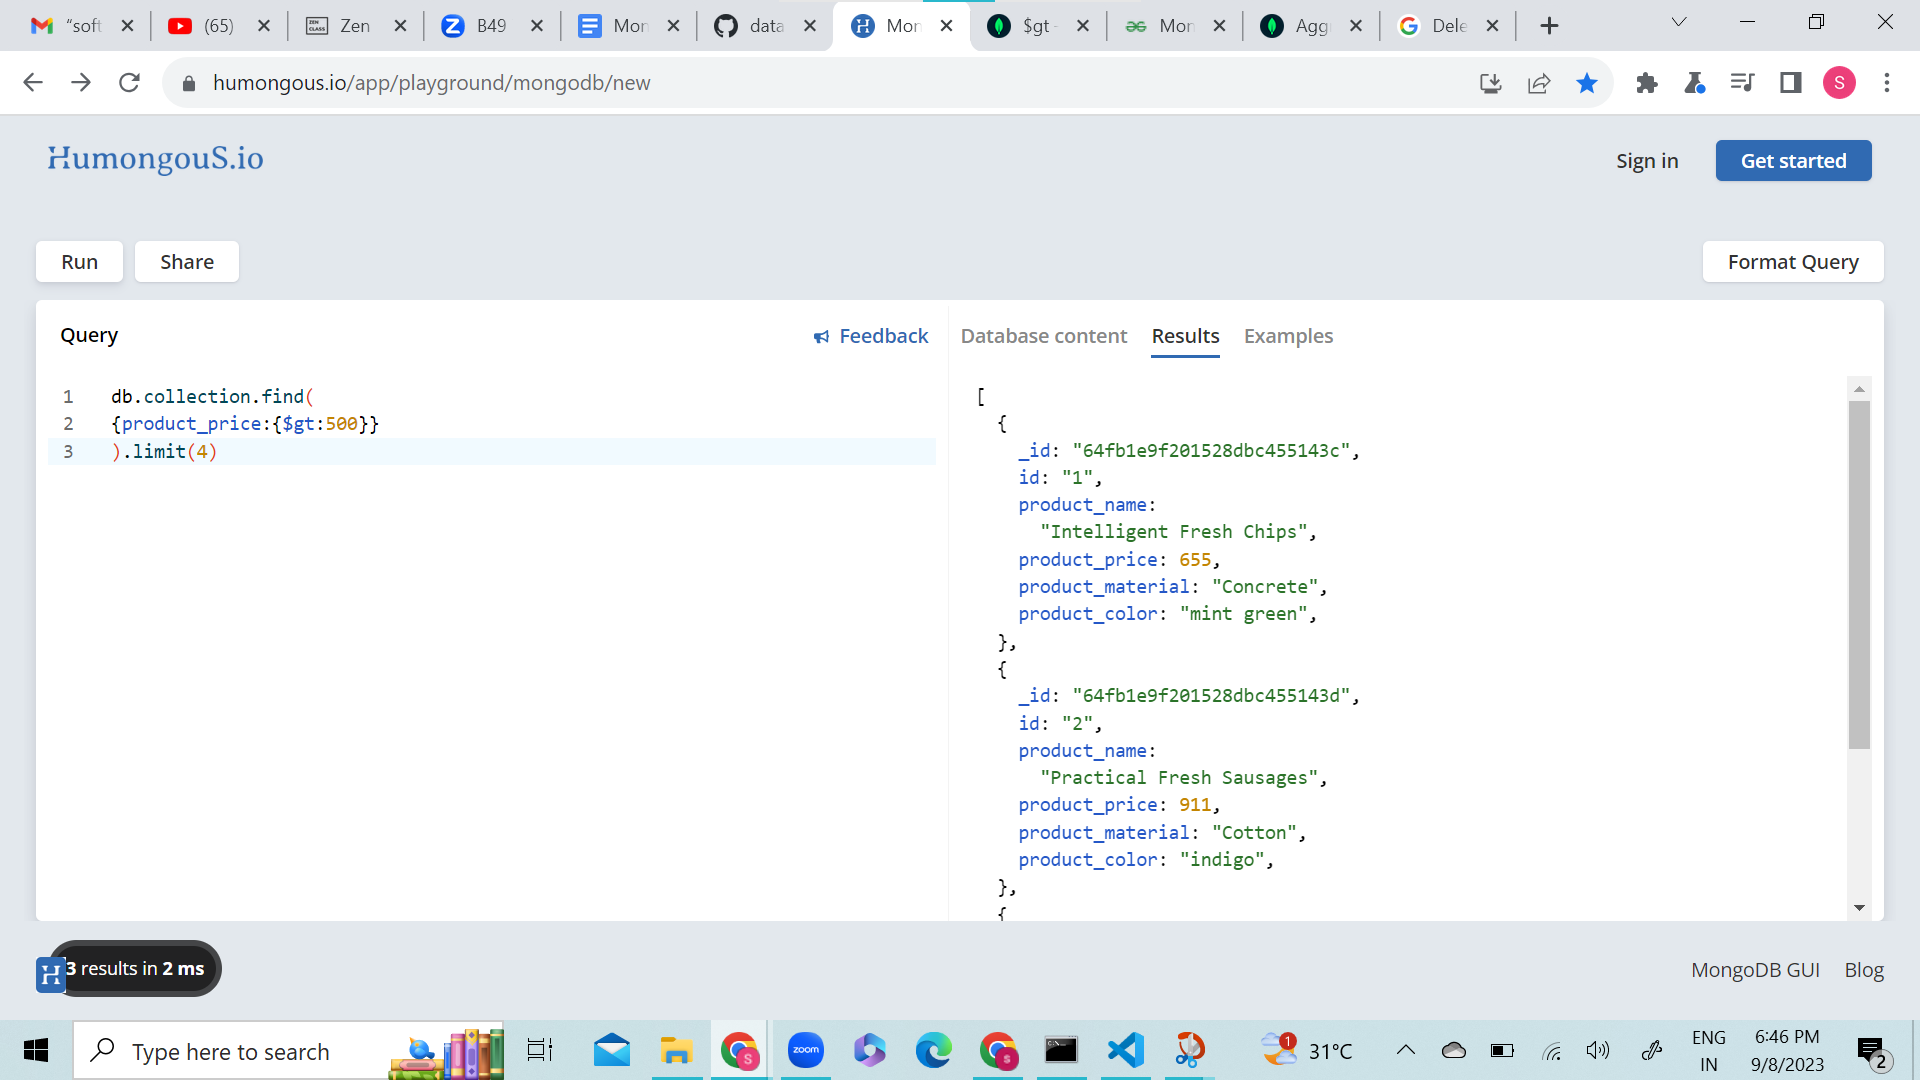 “soft
(65)
Zen
B49
Mon
data
Mon
$gt -
Mon
Aggr
Dele
humongous.io/app/playground/mongodb/new
S
HumongouS.io
Sign in
Get started
Run
Share
Format Query
Query
Feedback
Database content
Results
Examples
1 db.collection.find(
2 {product_price:{$gt:500}}
3 ).limit(4)
[
{
_id: "64fb1e9f201528dbc455143c",
id: "1",
product_name:
"Intelligent Fresh Chips",
product_price: 655,
product_material: "Concrete",
product_color: "mint green",
},
{
_id: "64fb1e9f201528dbc455143d",
id: "2",
product_name:
"Practical Fresh Sausages",
product_price: 911,
product_material: "Cotton",
product_color: "indigo",
},
{
3 results in 2 ms
MongoDB GUI
Blog
Type here to search
zoom
1
31°C
ENG
IN
6:46 PM
9/8/2023
2